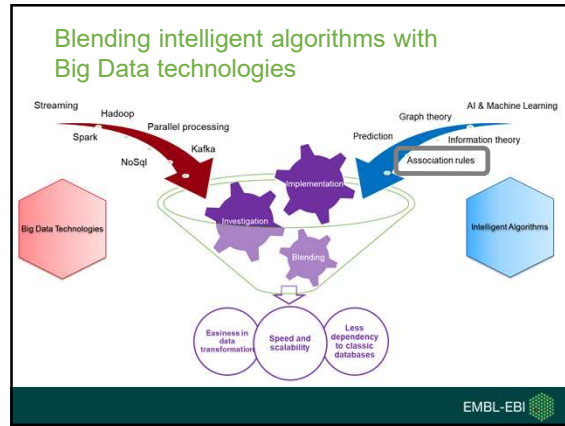 Blending intelligent algorithms with
Big Data technologies
Streaming
Hadoop
Spark
Parallel processing
NoSql
Kafka
AI & Machine Learning
Graph theory
Prediction
Information theory
Association rules
Implementation
Investigation
Blending
Big Data Technologies
Intelligent Algorithms
Easiness in
data
transformation
Speed and
scalability
Less
dependency
to classic
databases
EMBL-EBI